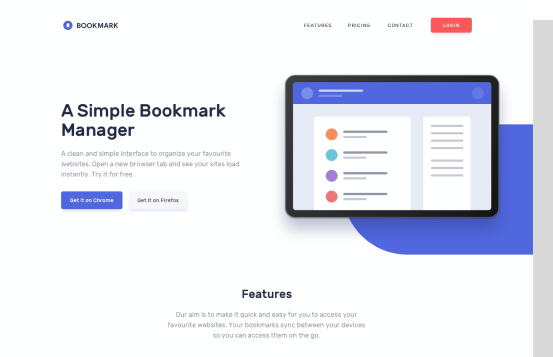 BOOKMARK
FEATURES PRICING CONTACT LOGIN
A Simple Bookmark
Manager
A clean and simple interface to organize your favourite
websites. Open a new browser tab and see your sites load
instantly. Try it for free.
Get it on Chrome Get it on Firefox
Features
Our aim is to make it quick and easy for you to access your
favourite websites. Your bookmarks sync between your devices
so you can access them on the go.